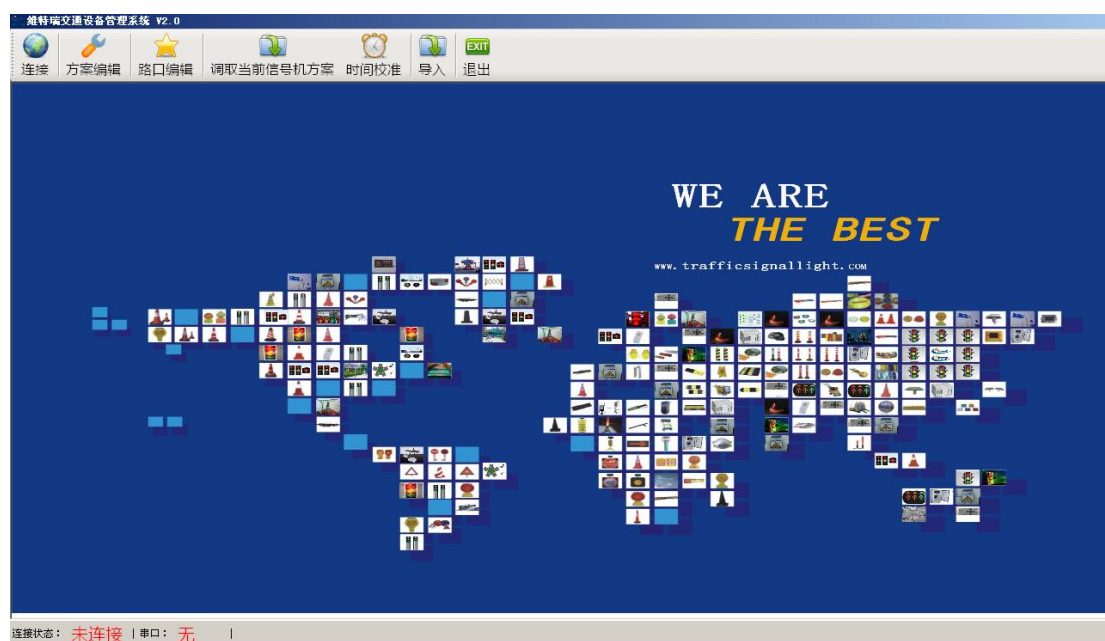 維特瑞交通设备管理系统 V2.0
连接 方案编辑 路口编辑 调取当前信号机方案 时间校准 导入 退出
EXIT
WE ARE
THE BEST
www.trafficsignallight.com
连接状态： 未连接 | 串口： 无 |